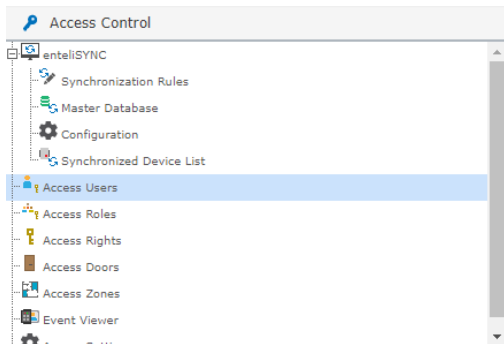 Access Control
enteliSYNC
Synchronization Rules
Master Database
Configuration
Synchronized Device List
Access Users
Access Roles
Access Rights
Access Doors
Access Zones
Event Viewer